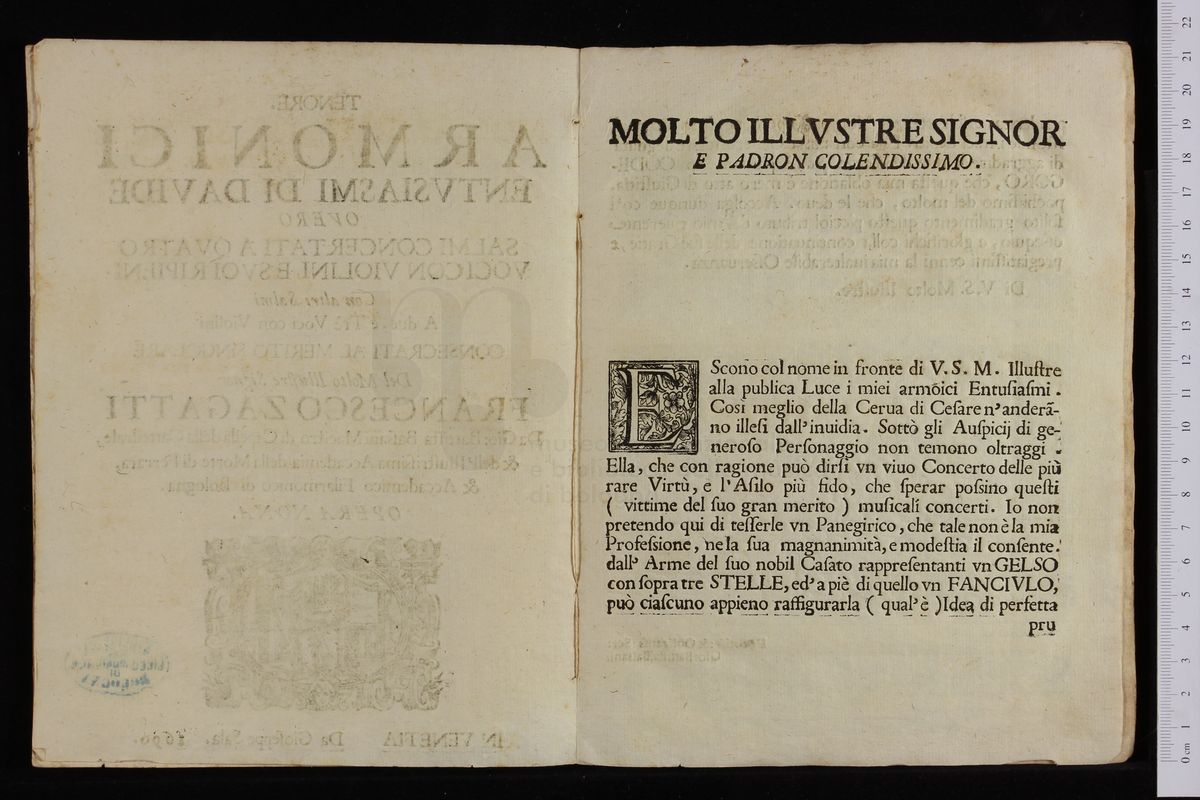 MOLTO ILLVSTRE SIGNOR
E PADRON COLENDISSIMO.
EScono col nome in fronte di V. S. M. Illuſtre
alla publica Luce i miei armõici Entuſiaſmi .
Cosi meglio della Cerua di Ceſare n'anderã-
no illeſi dall'inuidia. Sottò gli Auſpicij di ge-
neroſo Perſonaggio non temono oltraggi .
Ella, che con ragione può dirſi vn viuo Concerto delle più
rare Virtù, e l'Aſilo più fido, che ſperar poſsino queſti
( vittime del ſuo gran merito ) muſicali concerti. Io non
pretendo qui di teſſerle vn Panegirico, che tale non è la mia
Profeſsione, ne la ſua magnanimità, e modeſtia il conſente.
dall' Arme del ſuo nobil Caſato rappreſentanti vn GELSO
con ſopra tre STELLE, ed' a piè di quello vn FANCIVLO,
può ciaſcuno appieno raffigurarla ( qual' è ) Idea di perfetta
pru
TENORE.
ARMONICI
ENTVSIASMI DI DAVIDE
OVERO
SALMI CONCERTATI A QVATRO
VOCI CON VIOLINI, E SVOI RIPIENI
Con altri Salmi
A due, e Trè Voci con Violini
CONSECRATI AL MERITO SINGOLARE
Del Molto Illuſtre Signor
FRANCESCO ZAGATTI
Da Gio: Battiſta Baſſani Maeſtro di Capella della Cattedrale,
& dell'Illuſtriſsima Accademia della Morte di Ferrara,
& Accademico Filarmonico di Bologna.
OPERA NONA.
IN VENETIA Da Gioſeppe Sala. 1690.